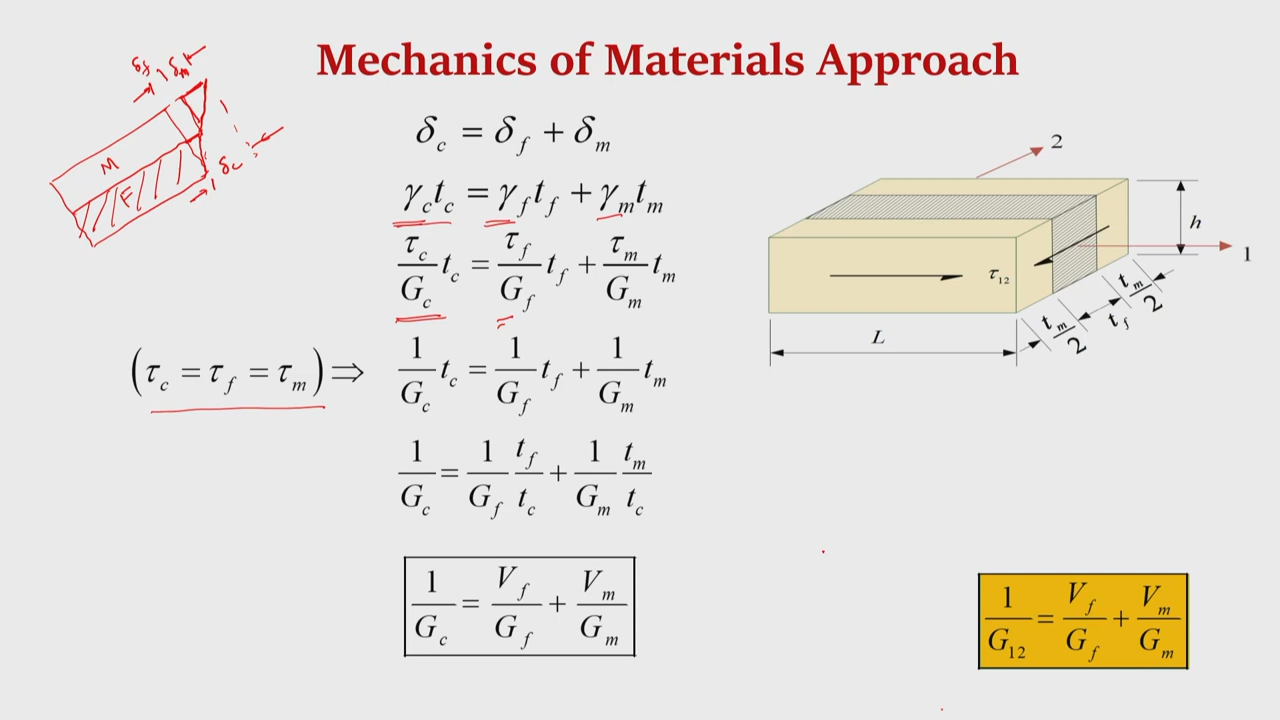 Mechanics of Materials Approach
δf δm
M
F
δc
δ_c = δ_f + δ_m
γ_c t_c = γ_f t_f + γ_m t_m
τ_c/G_c t_c = τ_f/G_f t_f + τ_m/G_m t_m
(τ_c = τ_f = τ_m) ⇒ 1/G_c t_c = 1/G_f t_f + 1/G_m t_m
1/G_c = 1/G_f t_f/t_c + 1/G_m t_m/t_c
1/G_c = V_f/G_f + V_m/G_m
2
h
1
τ_12
t_m/2
t_f
t_m/2
L
1/G_12 = V_f/G_f + V_m/G_m